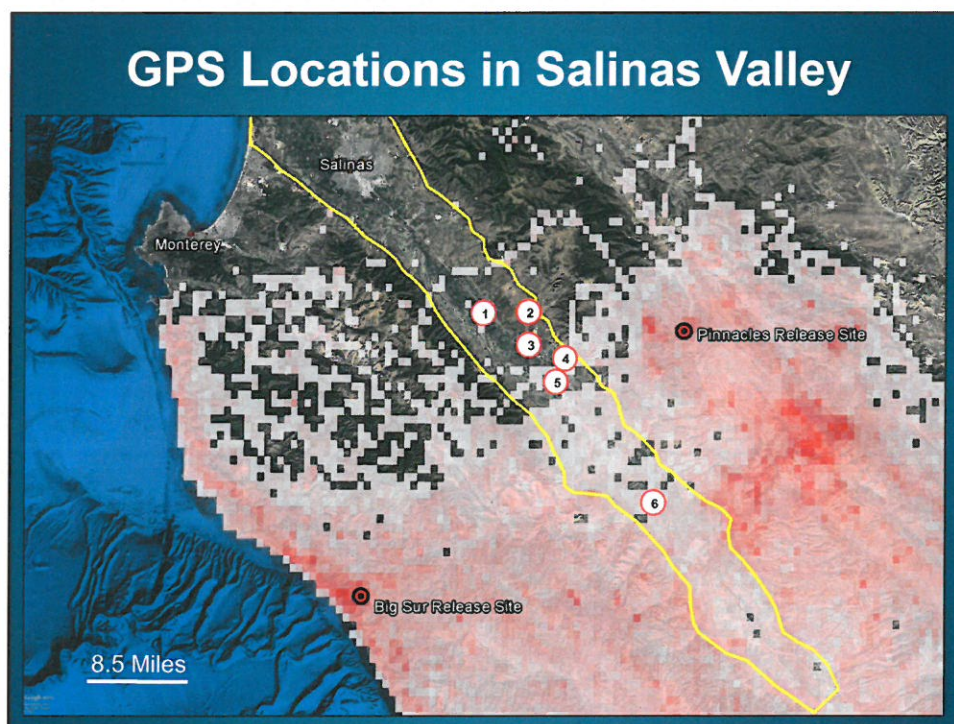 GPS Locations in Salinas Valley
Salinas
Monterey
1
2
3
4
5
6
Pinnacles Release Site
Big Sur Release Site
8.5 Miles